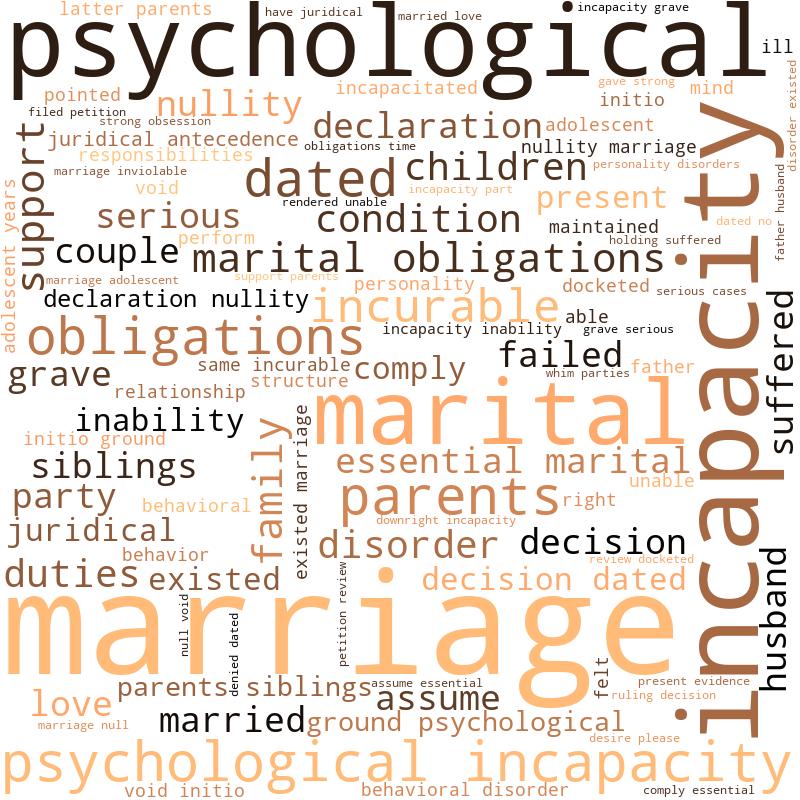 latter parents
have juridical
married love
incapacity grave
psychological
ill
pointed
nullity
incapacitated
gave strong
mind
disorder existed
filed petition
strong obsession
initio
declaration
adolescent
juridical antecedence
obligations time
nullity marriage
responsibilities
children
personality disorders
marriage inviolable
void
dated
incapacity part
present
support
rendered unable
serious
condition
maintained
dated no
father husband
perform
holding suffered
couple
marital obligations
incapacity
adolescent years
marriage adolescent
support parents
personality
docketed
serious cases
declaration nullity
incurable
able
suffered
obligations
incapacity inability
grave serious
failed
grave
same incurable
comply
whim parties
father
relationship
structure
marital
inability
family
existed marriage
initio ground
siblings
essential marital
unable
party
behavioral
parents
right
juridical
downright incapacity
behavior
disorder
decision
review docketed
duties
existed
petition review
decision dated
husband
marriage
null void
denied dated
felt
parents siblings
assume essential
present evidence
love
assume
ruling decision
marriage null
married
ground psychological
desire please
psychological incapacity
void initio
behavioral disorder
comply essential